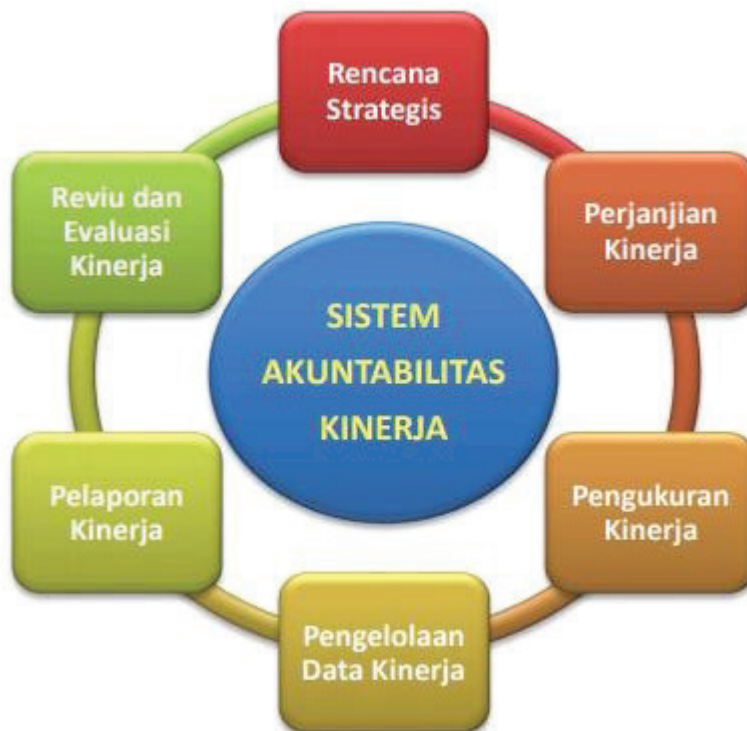 Rencana
Strategis
Perjanjian
Kinerja
Pengukuran
Kinerja
Pengelolaan
Data Kinerja
Pelaporan
Kinerja
Reviu dan
Evaluasi
Kinerja
SISTEM
AKUNTABILITAS
KINERJA